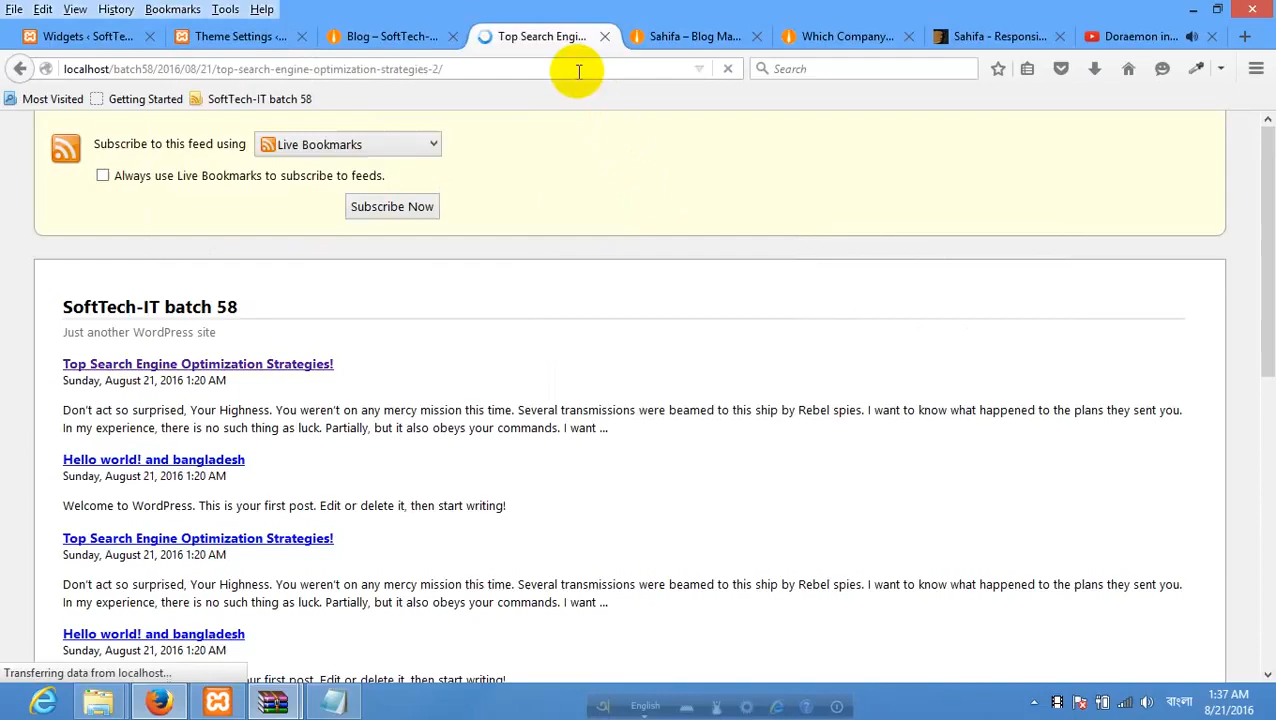 File Edit View History Bookmarks Tools Help
Widgets ‹ SoftTe... Theme Settings ‹... Blog – SoftTech-... Top Search Engi... Sahifa – Blog Ma... Which Company... Sahifa - Responsi... Doraemon in...
localhost/batch58/2016/08/21/top-search-engine-optimization-strategies-2/ Search
Most Visited Getting Started SoftTech-IT batch 58
Subscribe to this feed using Live Bookmarks
Always use Live Bookmarks to subscribe to feeds.
Subscribe Now
SoftTech-IT batch 58
Just another WordPress site
Top Search Engine Optimization Strategies!
Sunday, August 21, 2016 1:20 AM
Don't act so surprised, Your Highness. You weren't on any mercy mission this time. Several transmissions were beamed to this ship by Rebel spies. I want to know what happened to the plans they sent you.
In my experience, there is no such thing as luck. Partially, but it also obeys your commands. I want ...
Hello world! and bangladesh
Sunday, August 21, 2016 1:20 AM
Welcome to WordPress. This is your first post. Edit or delete it, then start writing!
Top Search Engine Optimization Strategies!
Sunday, August 21, 2016 1:20 AM
Don't act so surprised, Your Highness. You weren't on any mercy mission this time. Several transmissions were beamed to this ship by Rebel spies. I want to know what happened to the plans they sent you.
In my experience, there is no such thing as luck. Partially, but it also obeys your commands. I want ...
Hello world! and bangladesh
Sunday, August 21, 2016 1:20 AM
Transferring data from localhost... our first post. Edit or delete it, then start writing!
English
বাংলা
1:37 AM
8/21/2016